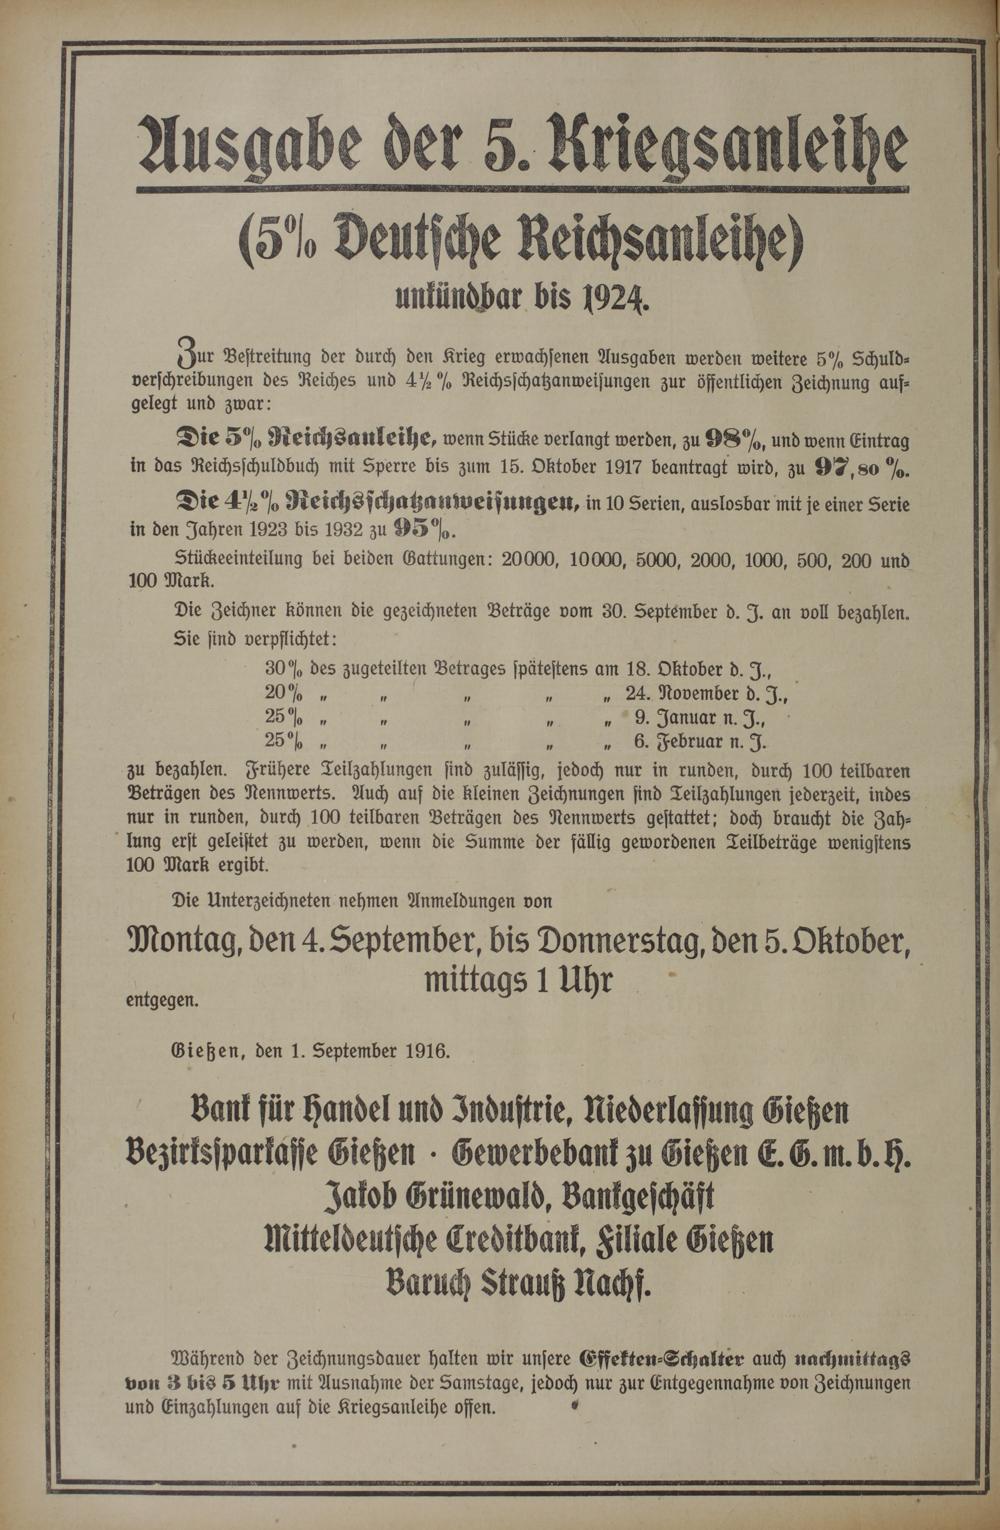 Ausgabe der 5. Kriegsanleihe
(5% Deutsche Reichsanleihe)
unkündbar bis 1924.
Zur Bestreitung der durch den Krieg erwachsenen Ausgaben werden weitere 5% Schuld-
verschreibungen des Reiches und 4½% Reichsschatzanweisungen zur öffentlichen Zeichnung auf-
gelegt und zwar:
Die 5% Reichsanleihe, wenn Stücke verlangt werden, zu 98%, und wenn Eintrag
in das Reichsschuldbuch mit Sperre bis zum 15. Oktober 1917 beantragt wird, zu 97,80%.
Die 4½% Reichsschatzanweisungen, in 10 Serien, auslosbar mit je einer Serie
in den Jahren 1923 bis 1932 zu 95%.
Stückeeinteilung bei beiden Gattungen: 20000, 10000, 5000, 2000, 1000, 500, 200 und
100 Mark.
Die Zeichner können die gezeichneten Beträge vom 30. September d. J. an voll bezahlen.
Sie sind verpflichtet:
30% des zugeteilten Betrages spätestens am 18. Oktober d. J.,
20% „ „ „ „ „ 24. November d. J.,
25% „ „ „ „ „ 9. Januar n. J.,
25% „ „ „ „ „ 6. Februar n. J.
zu bezahlen. Frühere Teilzahlungen sind zulässig, jedoch nur in runden, durch 100 teilbaren
Beträgen des Nennwerts. Auch auf die kleinen Zeichnungen sind Teilzahlungen jederzeit, indes
nur in runden, durch 100 teilbaren Beträgen des Nennwerts gestattet; doch braucht die Zah-
lung erst geleistet zu werden, wenn die Summe der fällig gewordenen Teilbeträge wenigstens
100 Mark ergibt.
Die Unterzeichneten nehmen Anmeldungen von
Montag, den 4. September, bis Donnerstag, den 5. Oktober,
mittags 1 Uhr
entgegen.
Gießen, den 1. September 1916.
Bank für Handel und Industrie, Niederlassung Gießen
Bezirkssparkasse Gießen · Gewerbebank zu Gießen E. G. m. b. H.
Jakob Grünewald, Bankgeschäft
Mitteldeutsche Creditbank, Filiale Gießen
Baruch Strauß Nachf.
Während der Zeichnungsdauer halten wir unsere Effekten-Schalter auch nachmittags
von 3 bis 5 Uhr mit Ausnahme der Samstage, jedoch nur zur Entgegennahme von Zeichnungen
und Einzahlungen auf die Kriegsanleihe offen.